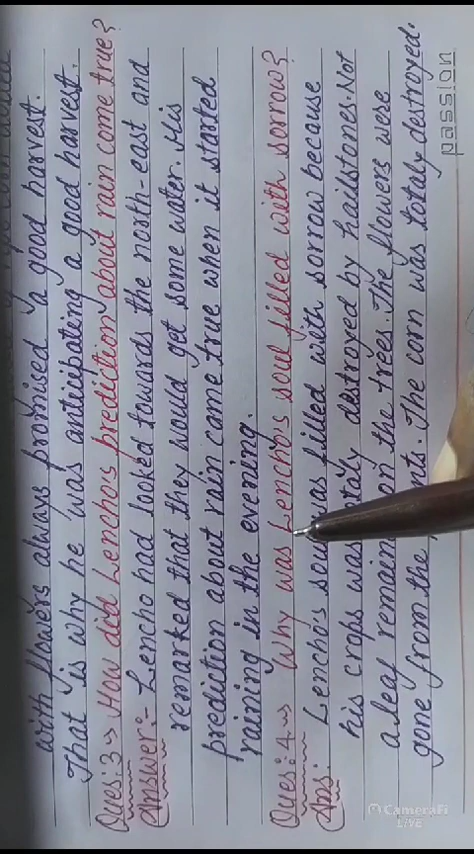 with flowers always promised a good harvest.
That is why he was anticipating a good harvest.
Ques:3 → How did Lencho's prediction about rain come true?
Answer:- Lencho had looked towards the north-east and
remarked that they would get some water. His
prediction about rain came true when it started
raining in the evening.
Ques:4 → Why was Lencho's soul filled with sorrow?
Ans: Lencho's soul was filled with sorrow because
his crops was totaly destroyed by hailstones. Not
a leaf remain on the trees. The flowers were
gone from the The corn was totaly destroyed.
passion
CameraFi
LIVE